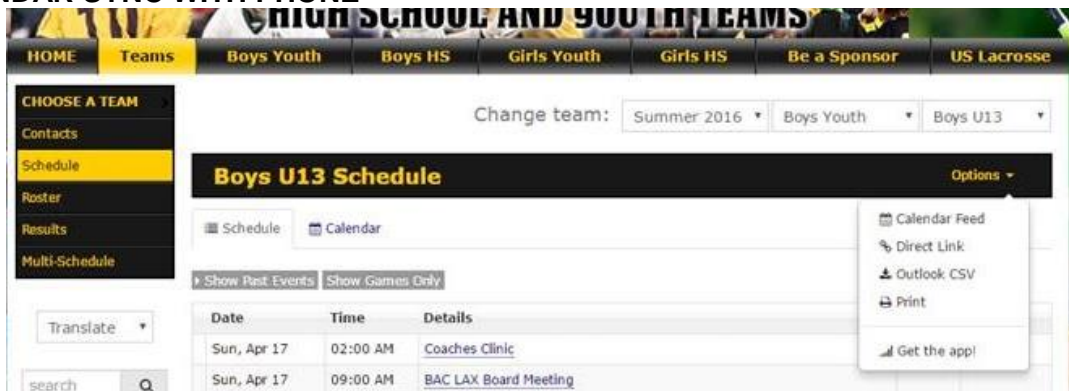 NDAR SYNC WITH PHONE
HIGH SCHOOL AND YOUTH TEAMS
HOME Teams Boys Youth Boys HS Girls Youth Girls HS Be a Sponsor US Lacrosse
CHOOSE A TEAM
Contacts
Schedule
Roster
Results
Multi-Schedule
Translate
search
Change team: Summer 2016 Boys Youth Boys U13
Boys U13 Schedule Options
Schedule Calendar
Calendar Feed
Direct Link
Outlook CSV
Print
Get the app!
Show Past Events Show Games Only
Date Time Details
Sun, Apr 17 02:00 AM Coaches Clinic
Sun, Apr 17 09:00 AM BAC LAX Board Meeting